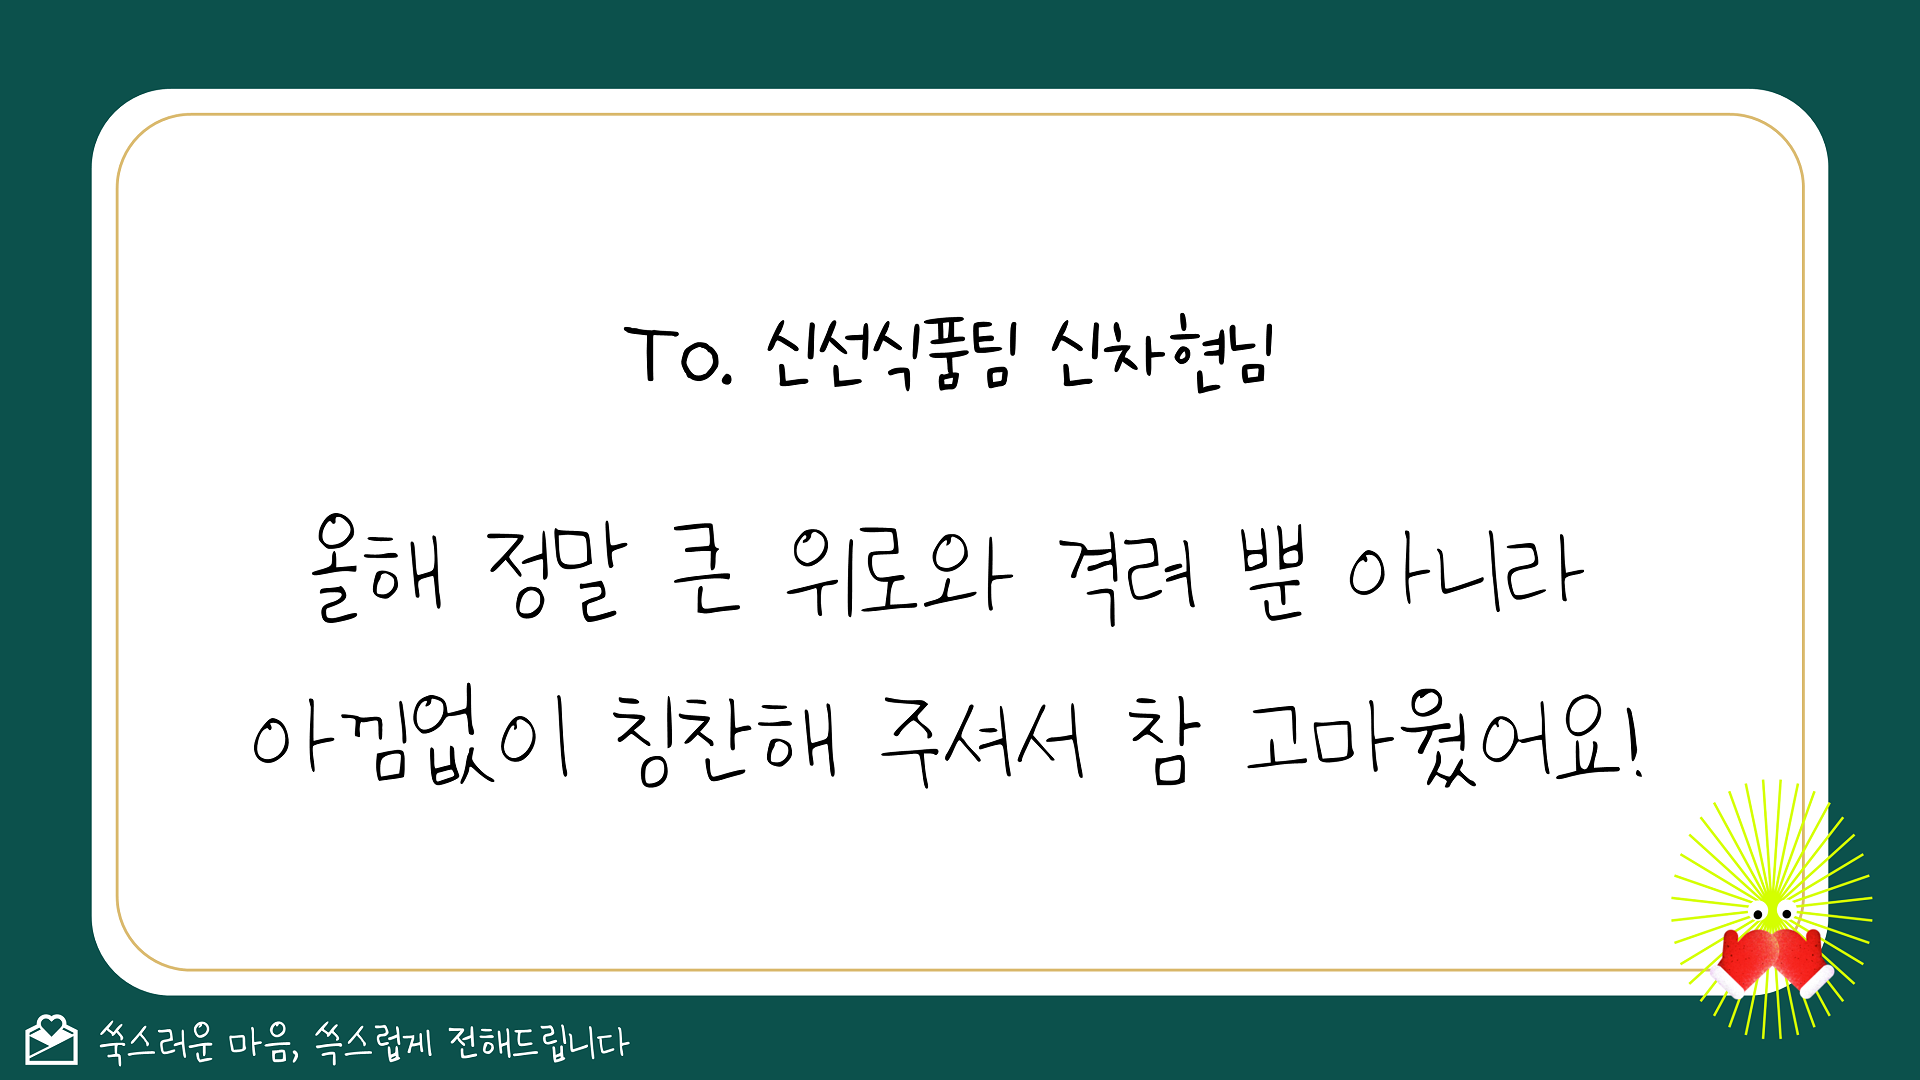 To. 신선식품팀 신차현님
올해 정말 큰 위로와 격려 뿐 아니라
아낌없이 칭찬해 주셔서 참 고마웠어요!
쑥스러운 마음, 쓱스럽게 전해드립니다